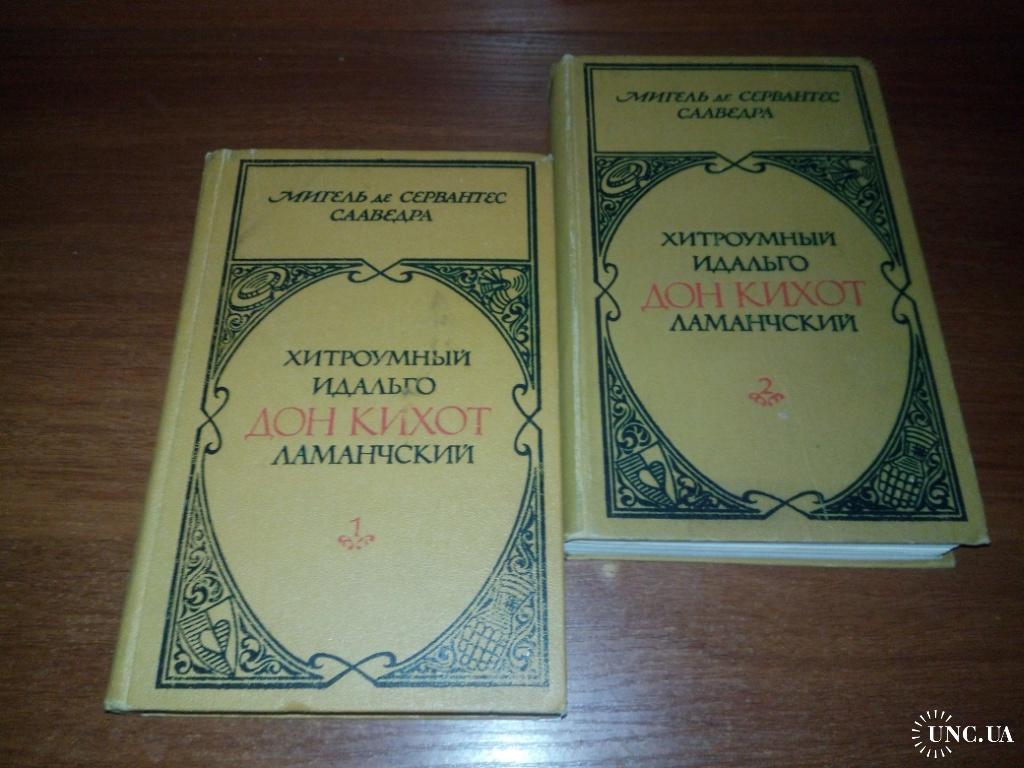 МИГЕЛЬ де СЕРВАНТЕС
СААВЕДРА
ХИТРОУМНЫЙ
ИДАЛЬГО
ДОН КИХОТ
ЛАМАНЧСКИЙ
1
МИГЕЛЬ де СЕРВАНТЕС
СААВЕДРА
ХИТРОУМНЫЙ
ИДАЛЬГО
ДОН КИХОТ
ЛАМАНЧСКИЙ
2
UNC.UA